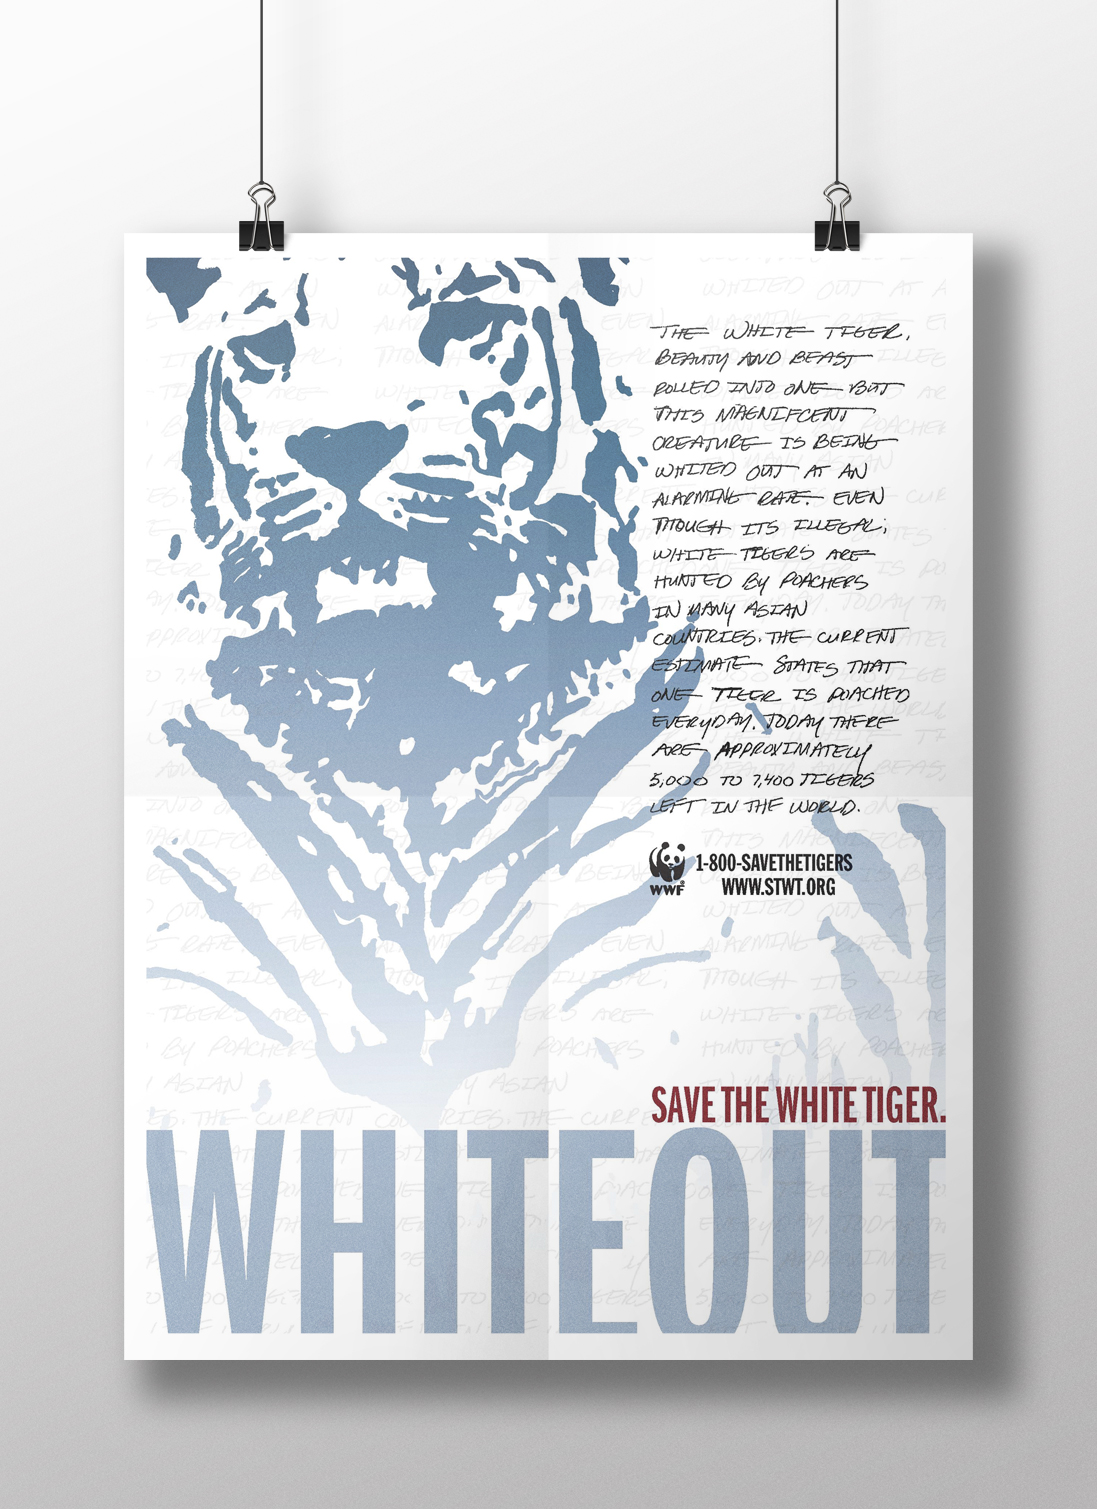 THE WHITE TIGER,
BEAUTY AND BEAST
ROLLED INTO ONE BUT
THIS MAGNIFCENT
CREATURE IS BEING
WHITED OUT AT AN
ALARMING RATE. EVEN
THOUGH ITS ILLEGAL;
WHITE TIGER'S ARE
HUNTED BY POACHERS
IN MANY ASIAN
COUNTRIES. THE CURRENT
ESTIMATE STATES THAT
ONE TIGER IS POACHED
EVERYDAY. TODAY THERE
ARE APPROXIMATELY
5,000 TO 7,400 TIGERS
LEFT IN THE WORLD.
WWF
1-800-SAVETHETIGERS
WWW.STWT.ORG
SAVE THE WHITE TIGER.
WHITEOUT